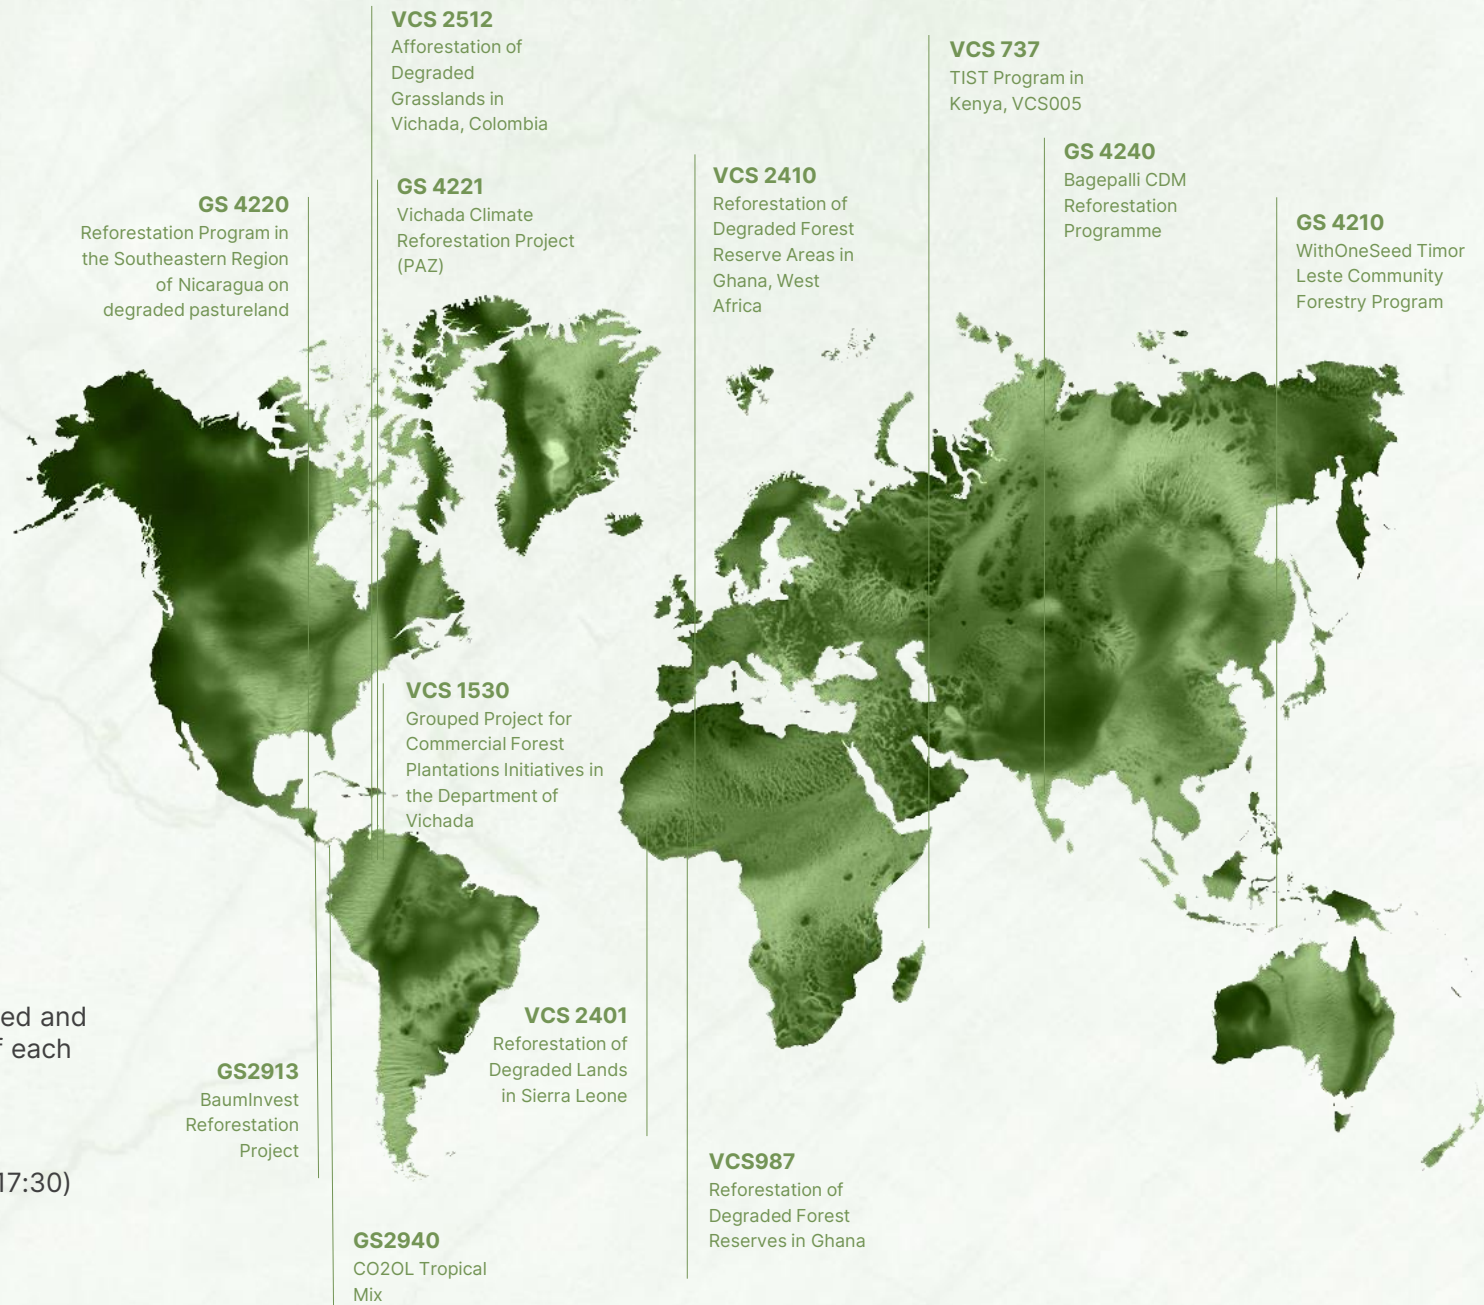 VCS 2512
Afforestation of
Degraded
Grasslands in
Vichada, Colombia
VCS 737
TIST Program in
Kenya, VCS005
GS 4240
Bagepalli CDM
Reforestation
Programme
VCS 2410
Reforestation of
Degraded Forest
Reserve Areas in
Ghana, West
Africa
GS 4221
Vichada Climate
Reforestation Project
(PAZ)
GS 4220
Reforestation Program in
the Southeastern Region
of Nicaragua on
degraded pastureland
GS 4210
WithOneSeed Timor
Leste Community
Forestry Program
VCS 1530
Grouped Project for
Commercial Forest
Plantations Initiatives in
the Department of
Vichada
VCS 2401
Reforestation of
Degraded Lands
in Sierra Leone
ed and
each
GS2913
BaumInvest
Reforestation
Project
17:30)
VCS987
Reforestation of
Degraded Forest
Reserves in Ghana
GS2940
CO2OL Tropical
Mix